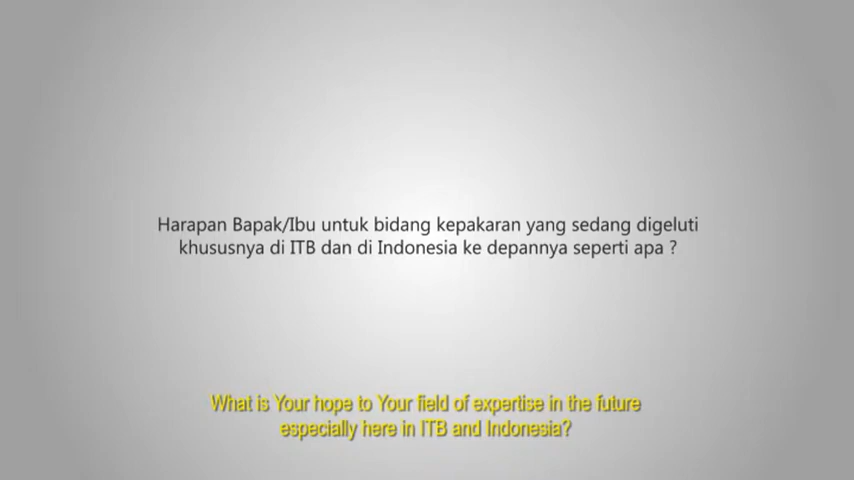 Harapan Bapak/Ibu untuk bidang kepakaran yang sedang digeluti
khususnya di ITB dan di Indonesia ke depannya seperti apa ?
What is Your hope to Your field of expertise in the future
especially here in ITB and Indonesia?